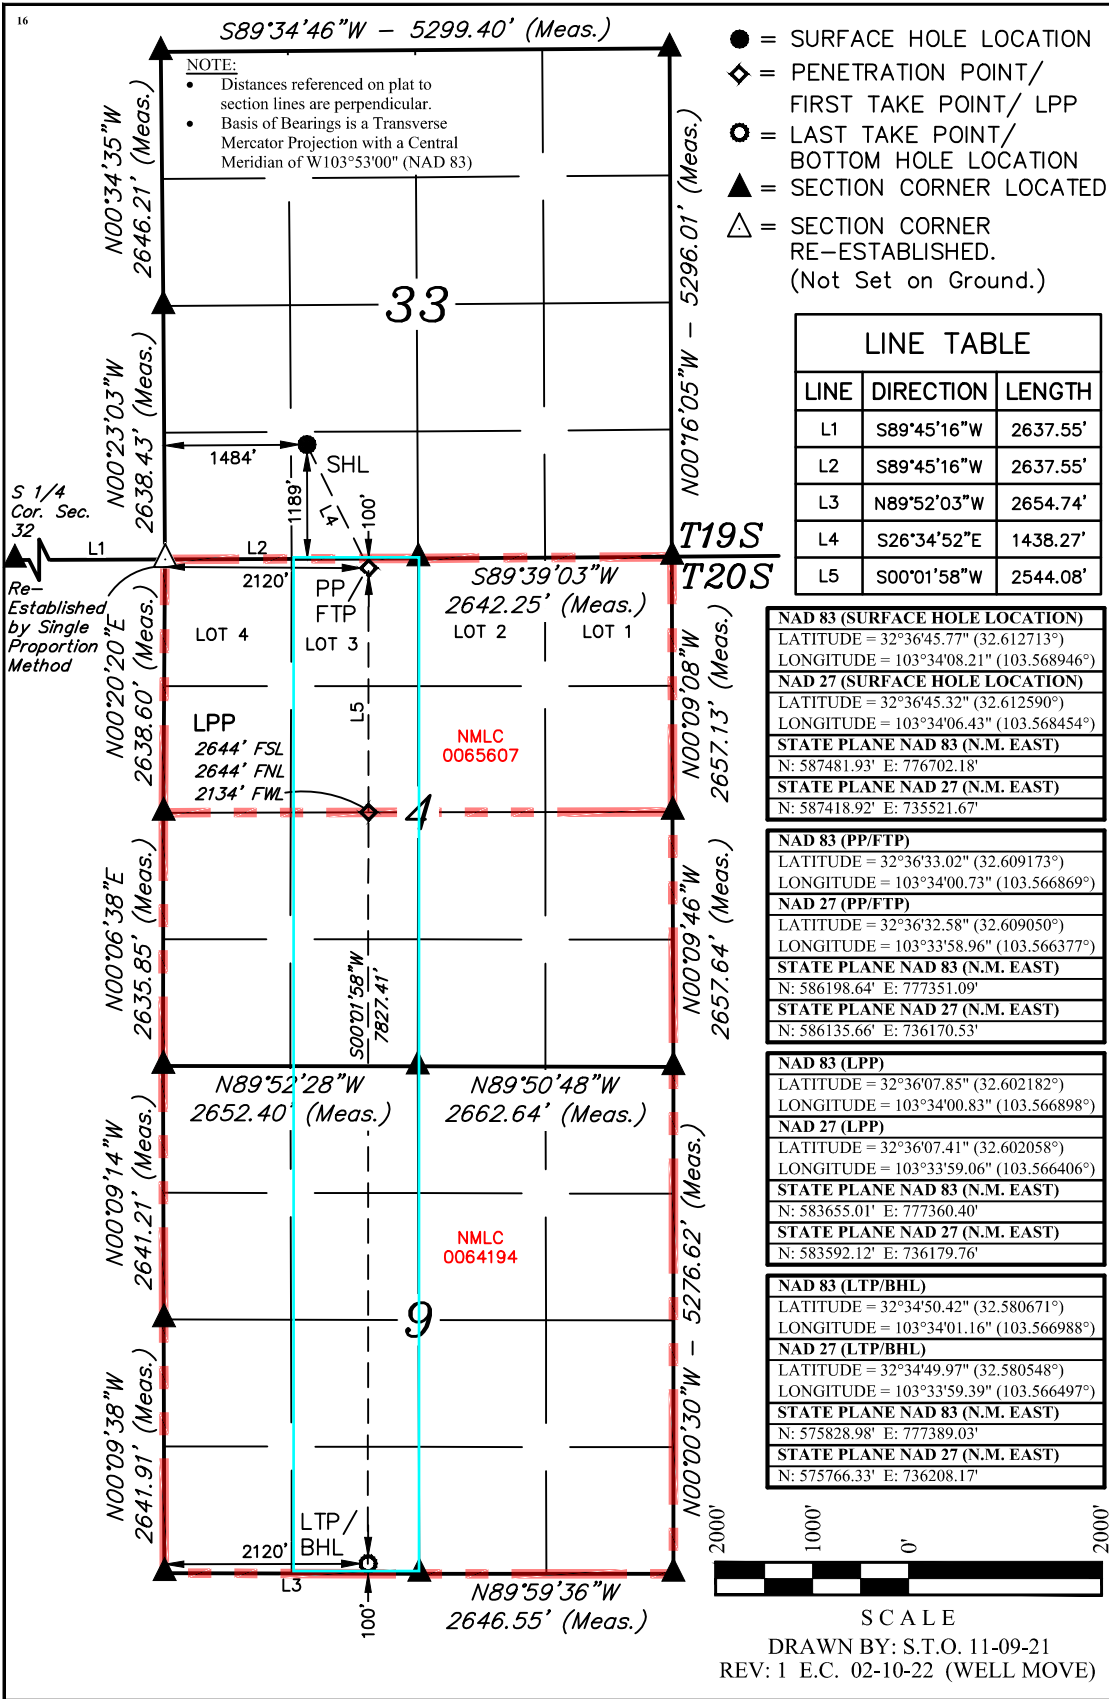 16
S89°34'46"W – 5299.40' (Meas.)
NOTE:
• Distances referenced on plat to
section lines are perpendicular.
• Basis of Bearings is a Transverse
Mercator Projection with a Central
Meridian of W103°53'00" (NAD 83)
= SURFACE HOLE LOCATION
= PENETRATION POINT/
FIRST TAKE POINT/ LPP
= LAST TAKE POINT/
BOTTOM HOLE LOCATION
= SECTION CORNER LOCATED
= SECTION CORNER
RE–ESTABLISHED.
(Not Set on Ground.)
N00°34'35"W
2646.21' (Meas.)
N00°16'05"W – 5296.01' (Meas.)
33
N00°23'03"W
2638.43' (Meas.)
1484'
SHL
1189'
L4
100'
S 1/4
Cor. Sec.
32
L1
L2
T19S
T20S
2120'
PP
FTP
S89°39'03"W
2642.25' (Meas.)
Re–
Established
by Single
Proportion
Method
LOT 4
LOT 3
LOT 2
LOT 1
N00°20'20"E
2638.60' (Meas.)
L5
N00°09'08"W
2657.13' (Meas.)
LPP
2644' FSL
2644' FNL
2134' FWL
NMLC
0065607
4
N00°06'38"E
2635.85' (Meas.)
S00°01'58"W
7827.41'
N00°09'46"W
2657.64' (Meas.)
N89°52'28"W
2652.40' (Meas.)
N89°50'48"W
2662.64' (Meas.)
N00°09'14"W
2641.21' (Meas.)
NMLC
0064194
N00°00'30"W – 5276.62' (Meas.)
9
N00°09'38"W
2641.91' (Meas.)
LTP/
BHL
2120'
L3
100'
N89°59'36"W
2646.55' (Meas.)
LINE TABLE
LINE DIRECTION LENGTH
L1 S89°45'16"W 2637.55'
L2 S89°45'16"W 2637.55'
L3 N89°52'03"W 2654.74'
L4 S26°34'52"E 1438.27'
L5 S00°01'58"W 2544.08'
NAD 83 (SURFACE HOLE LOCATION)
LATITUDE = 32°36'45.77" (32.612713°)
LONGITUDE = 103°34'08.21" (103.568946°)
NAD 27 (SURFACE HOLE LOCATION)
LATITUDE = 32°36'45.32" (32.612590°)
LONGITUDE = 103°34'06.43" (103.568454°)
STATE PLANE NAD 83 (N.M. EAST)
N: 587481.93' E: 776702.18'
STATE PLANE NAD 27 (N.M. EAST)
N: 587418.92' E: 735521.67'
NAD 83 (PP/FTP)
LATITUDE = 32°36'33.02" (32.609173°)
LONGITUDE = 103°34'00.73" (103.566869°)
NAD 27 (PP/FTP)
LATITUDE = 32°36'32.58" (32.609050°)
LONGITUDE = 103°33'58.96" (103.566377°)
STATE PLANE NAD 83 (N.M. EAST)
N: 586198.64' E: 777351.09'
STATE PLANE NAD 27 (N.M. EAST)
N: 586135.66' E: 736170.53'
NAD 83 (LPP)
LATITUDE = 32°36'07.85" (32.602182°)
LONGITUDE = 103°34'00.83" (103.566898°)
NAD 27 (LPP)
LATITUDE = 32°36'07.41" (32.602058°)
LONGITUDE = 103°33'59.06" (103.566406°)
STATE PLANE NAD 83 (N.M. EAST)
N: 583655.01' E: 777360.40'
STATE PLANE NAD 27 (N.M. EAST)
N: 583592.12' E: 736179.76'
NAD 83 (LTP/BHL)
LATITUDE = 32°34'50.42" (32.580671°)
LONGITUDE = 103°34'01.16" (103.566988°)
NAD 27 (LTP/BHL)
LATITUDE = 32°34'49.97" (32.580548°)
LONGITUDE = 103°33'59.39" (103.566497°)
STATE PLANE NAD 83 (N.M. EAST)
N: 575828.98' E: 777389.03'
STATE PLANE NAD 27 (N.M. EAST)
N: 575766.33' E: 736208.17'
2000' 1000' 0' 2000'
SCALE
DRAWN BY: S.T.O. 11-09-21
REV: 1 E.C. 02-10-22 (WELL MOVE)